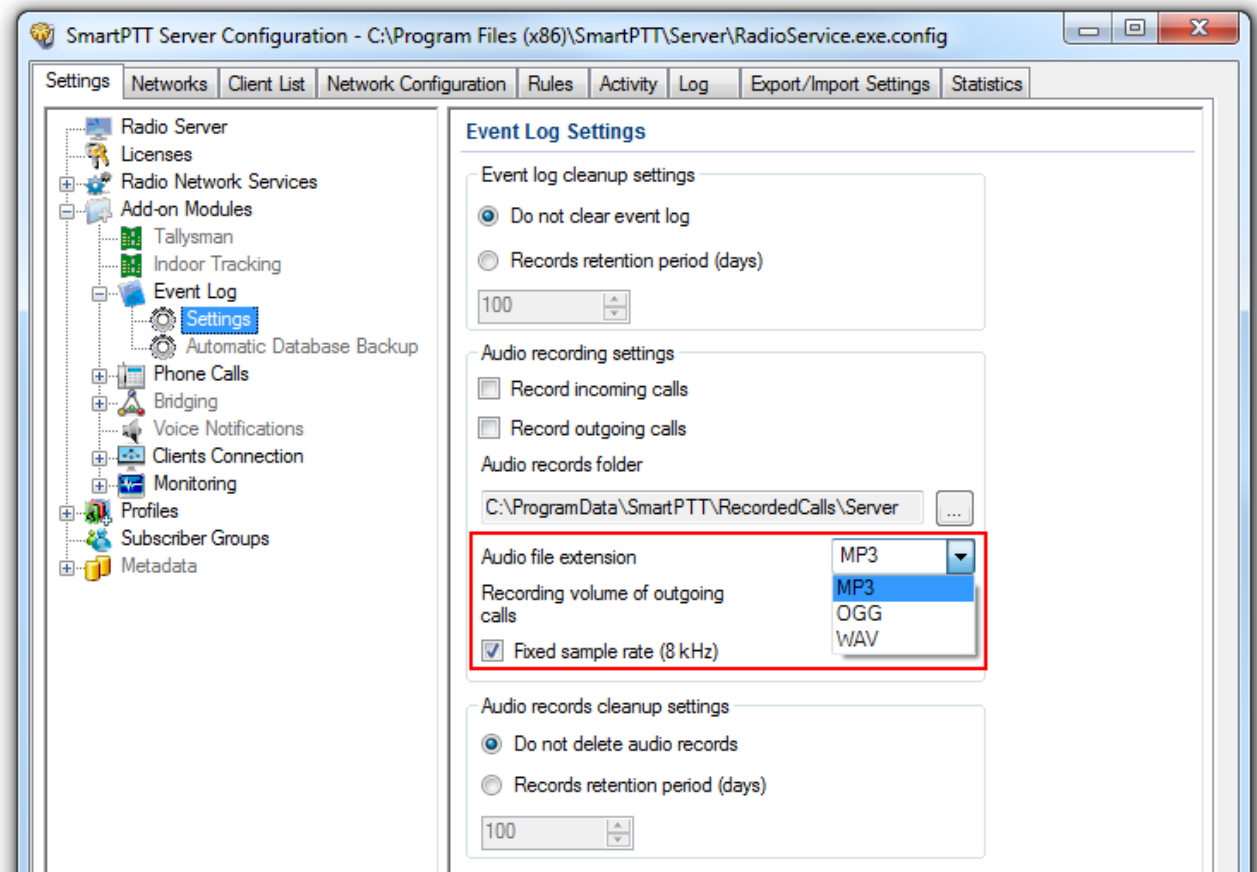 SmartPTT Server Configuration - C:\Program Files (x86)\SmartPTT\Server\RadioService.exe.config
Settings
Networks
Client List
Network Configuration
Rules
Activity
Log
Export/Import Settings
Statistics
Radio Server
Licenses
Radio Network Services
Add-on Modules
Tallysman
Indoor Tracking
Event Log
Settings
Automatic Database Backup
Phone Calls
Bridging
Voice Notifications
Clients Connection
Monitoring
Profiles
Subscriber Groups
Metadata
Event Log Settings
Event log cleanup settings
Do not clear event log
Records retention period (days)
100
Audio recording settings
Record incoming calls
Record outgoing calls
Audio records folder
C:\ProgramData\SmartPTT\RecordedCalls\Server
...
Audio file extension
MP3
MP3
OGG
WAV
Recording volume of outgoing
calls
Fixed sample rate (8 kHz)
Audio records cleanup settings
Do not delete audio records
Records retention period (days)
100